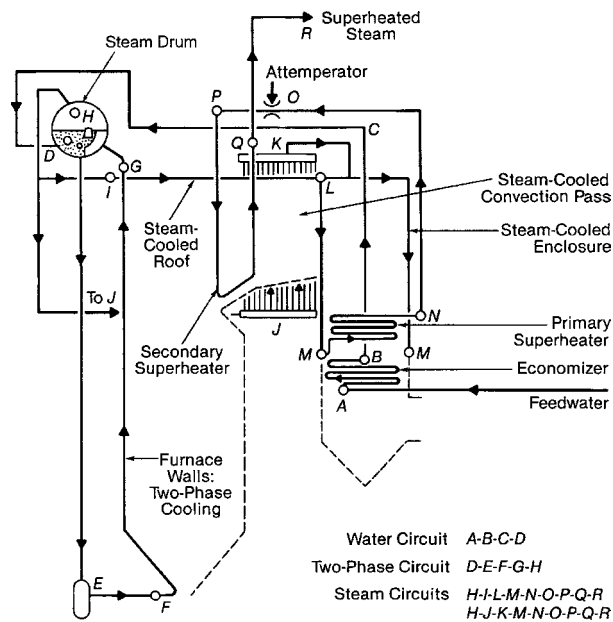 R
Superheated
Steam
Steam Drum
Attemperator
P
O
H
D
C
Q
K
G
I
L
Steam-Cooled
Convection Pass
Steam-
Cooled
Roof
Steam-Cooled
Enclosure
To J
J
N
Secondary
Superheater
Primary
Superheater
M
B
M
Economizer
A
Feedwater
Furnace
Walls:
Two-Phase
Cooling
Water Circuit A-B-C-D
Two-Phase Circuit D-E-F-G-H
E
F
Steam Circuits H-I-L-M-N-O-P-Q-R
H-J-K-M-N-O-P-Q-R